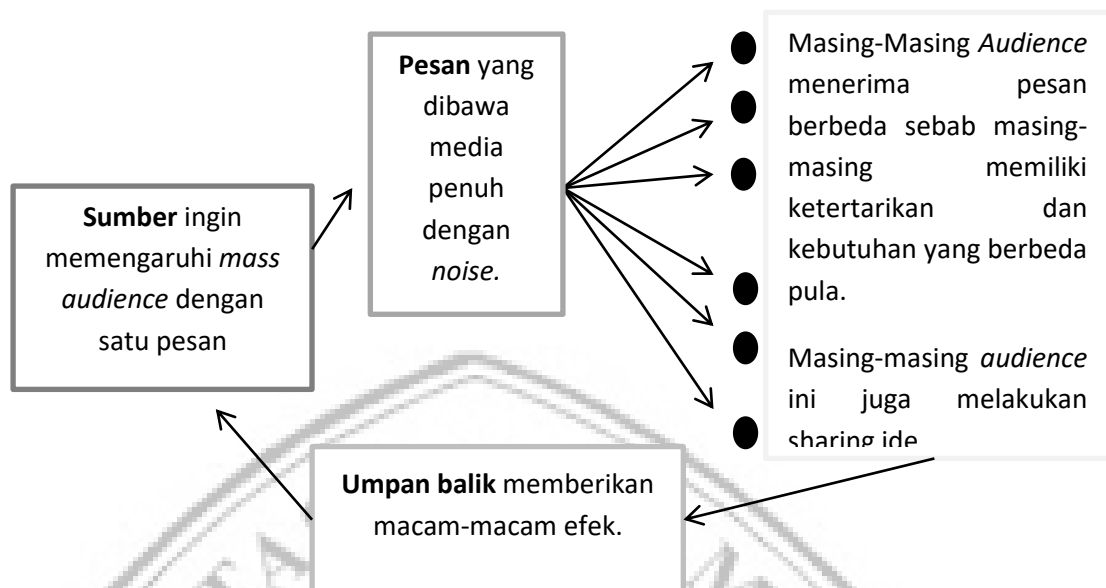 Sumber ingin
memengaruhi mass
audience dengan
satu pesan
Pesan yang
dibawa
media
penuh
dengan
noise.
Masing-Masing Audience
menerima pesan
berbeda sebab masing-
masing memiliki
ketertarikan dan
kebutuhan yang berbeda
pula.
Masing-masing audience
ini juga melakukan
sharing ide
Umpan balik memberikan
macam-macam efek.